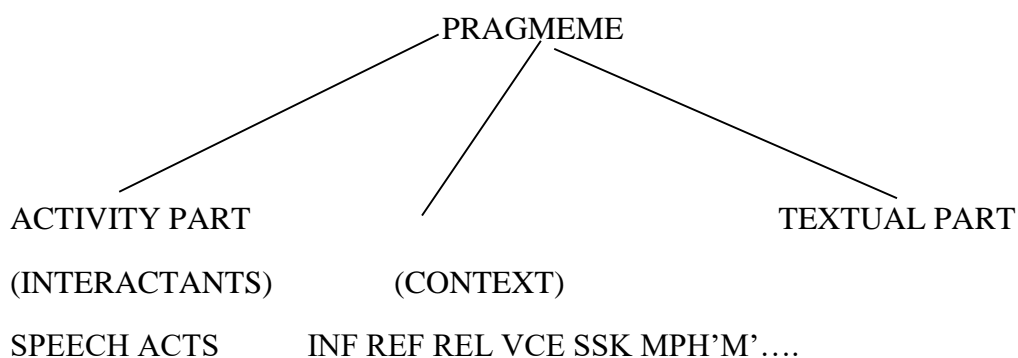 PRAGMEME
ACTIVITY PART TEXTUAL PART
(INTERACTANTS) (CONTEXT)
SPEECH ACTS INF REF REL VCE SSK MPH’M’….